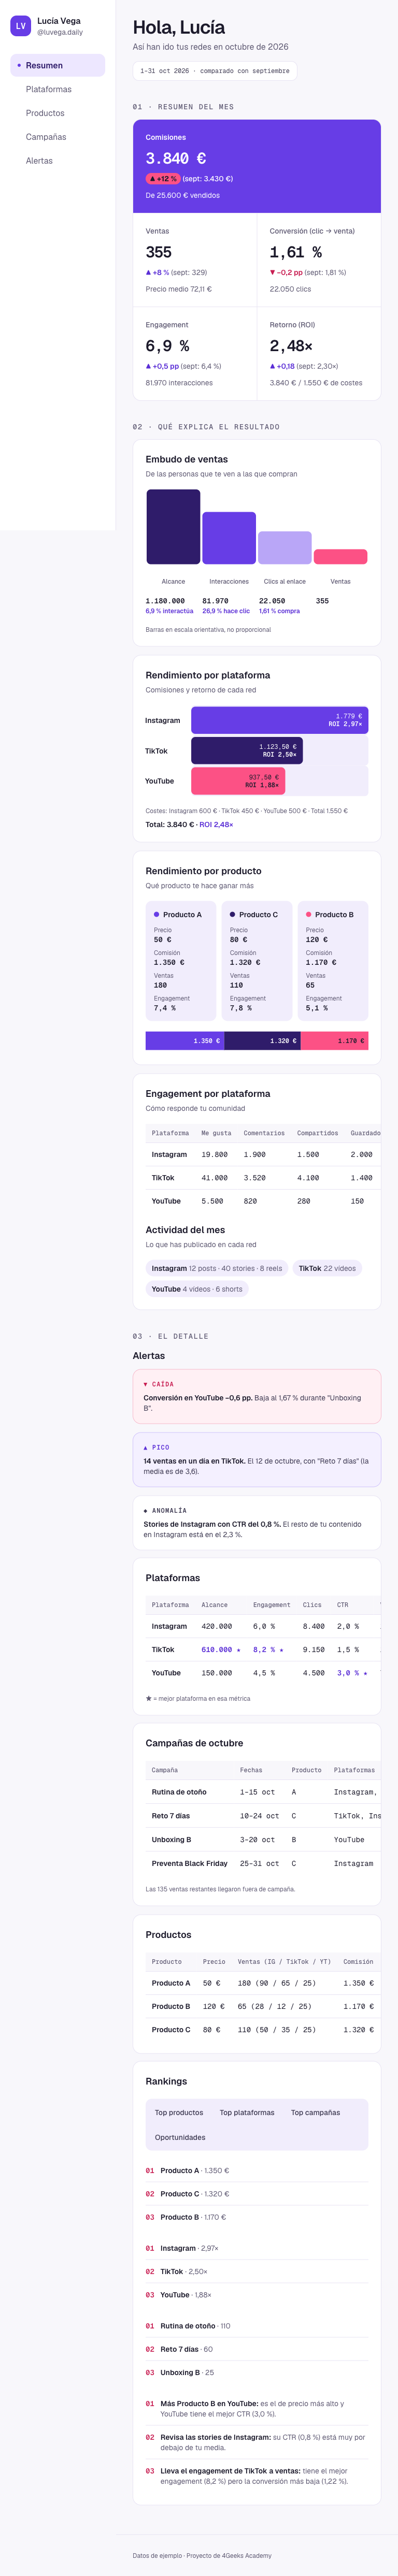 LV
Lucía Vega
@luvega.daily
Resumen
Plataformas
Productos
Campañas
Alertas
Hola, Lucía
Así han ido tus redes en octubre de 2026
1–31 oct 2026 · comparado con septiembre
01 · RESUMEN DEL MES
Comisiones
3.840 €
▲ +12 % (sept: 3.430 €)
De 25.600 € vendidos
Ventas
355
▲ +8 % (sept: 329)
Precio medio 72,11 €
Conversión (clic → venta)
1,61 %
▼ −0,2 pp (sept: 1,81 %)
22.050 clics
Engagement
6,9 %
▲ +0,5 pp (sept: 6,4 %)
81.970 interacciones
Retorno (ROI)
2,48×
▲ +0,18 (sept: 2,30×)
3.840 € / 1.550 € de costes
02 · QUÉ EXPLICA EL RESULTADO
Embudo de ventas
De las personas que te ven a las que compran
Alcance Interacciones Clics al enlace Ventas
1.180.000 81.970 22.050 355
6,9 % interactúa 26,9 % hace clic 1,61 % compra
Barras en escala orientativa, no proporcional
Rendimiento por plataforma
Comisiones y retorno de cada red
Instagram 1.779 €
ROI 2,97×
TikTok 1.123,50 €
ROI 2,50×
YouTube 937,50 €
ROI 1,88×
Costes: Instagram 600 € · TikTok 450 € · YouTube 500 € · Total 1.550 €
Total: 3.840 € · ROI 2,48×
Rendimiento por producto
Qué producto te hace ganar más
Producto A
Precio
50 €
Comisión
1.350 €
Ventas
180
Engagement
7,4 %
Producto C
Precio
80 €
Comisión
1.320 €
Ventas
110
Engagement
7,8 %
Producto B
Precio
120 €
Comisión
1.170 €
Ventas
65
Engagement
5,1 %
1.350 € 1.320 € 1.170 €
Engagement por plataforma
Cómo responde tu comunidad
Plataforma Me gusta Comentarios Compartidos Guardado
Instagram 19.800 1.900 1.500 2.000
TikTok 41.000 3.520 4.100 1.400
YouTube 5.500 820 280 150
Actividad del mes
Lo que has publicado en cada red
Instagram 12 posts · 40 stories · 8 reels
TikTok 22 vídeos
YouTube 4 vídeos · 6 shorts
03 · EL DETALLE
Alertas
▼ CAÍDA
Conversión en YouTube −0,6 pp. Baja al 1,67 % durante "Unboxing
B".
▲ PICO
14 ventas en un día en TikTok. El 12 de octubre, con "Reto 7 días" (la
media es de 3,6).
◆ ANOMALÍA
Stories de Instagram con CTR del 0,8 %. El resto de tu contenido
en Instagram está en el 2,3 %.
Plataformas
Plataforma Alcance Engagement Clics CTR
Instagram 420.000 6,0 % 8.400 2,0 %
TikTok 610.000 ★ 8,2 % ★ 9.150 1,5 %
YouTube 150.000 4,5 % 4.500 3,0 % ★
★ = mejor plataforma en esa métrica
Campañas de octubre
Campaña Fechas Producto Plataformas
Rutina de otoño 1–15 oct A Instagram,
Reto 7 días 10–24 oct C TikTok, Ins
Unboxing B 3–20 oct B YouTube
Preventa Black Friday 25–31 oct C Instagram
Las 135 ventas restantes llegaron fuera de campaña.
Productos
Producto Precio Ventas (IG / TikTok / YT) Comisión
Producto A 50 € 180 (90 / 65 / 25) 1.350 €
Producto B 120 € 65 (28 / 12 / 25) 1.170 €
Producto C 80 € 110 (50 / 35 / 25) 1.320 €
Rankings
Top productos Top plataformas Top campañas
Oportunidades
01 Producto A · 1.350 €
02 Producto C · 1.320 €
03 Producto B · 1.170 €
01 Instagram · 2,97×
02 TikTok · 2,50×
03 YouTube · 1,88×
01 Rutina de otoño · 110
02 Reto 7 días · 60
03 Unboxing B · 25
01 Más Producto B en YouTube: es el de precio más alto y
YouTube tiene el mejor CTR (3,0 %).
02 Revisa las stories de Instagram: su CTR (0,8 %) está muy por
debajo de tu media.
03 Lleva el engagement de TikTok a ventas: tiene el mejor
engagement (8,2 %) pero la conversión más baja (1,22 %).
Datos de ejemplo · Proyecto de 4Geeks Academy